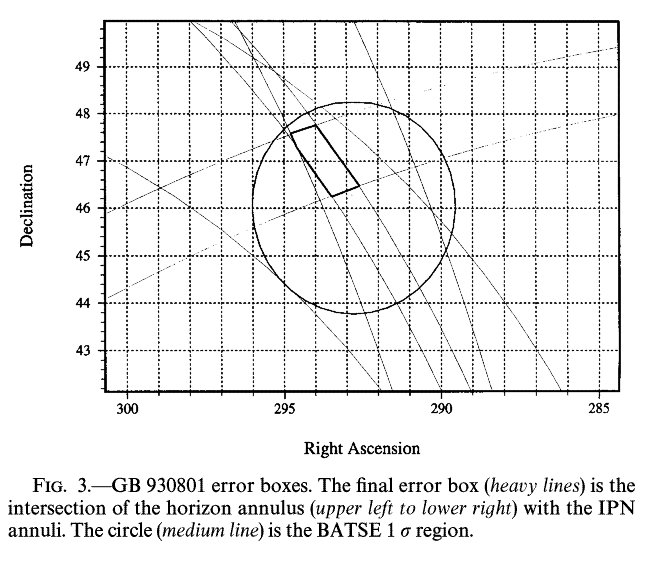 49
48
47
46
45
44
43
Declination
300
295
290
285
Right Ascension
FIG. 3.—GB 930801 error boxes. The final error box (heavy lines) is the
intersection of the horizon annulus (upper left to lower right) with the IPN
annuli. The circle (medium line) is the BATSE 1 σ region.